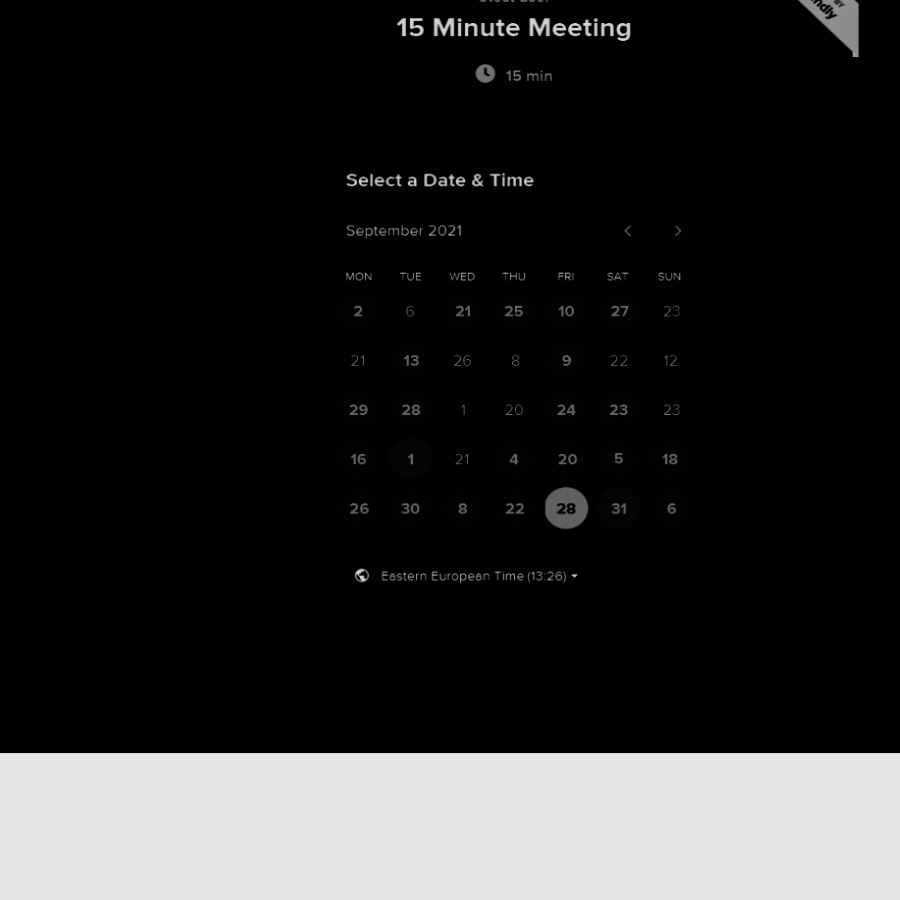 15 Minute Meeting
15 min
Select a Date & Time
September 2021
MON TUE WED THU FRI SAT SUN
2 6 21 25 10 27 23
21 13 26 8 9 22 12
29 28 1 20 24 23 23
16 1 21 4 20 5 18
26 30 8 22 28 31 6
Eastern European Time (13:26)